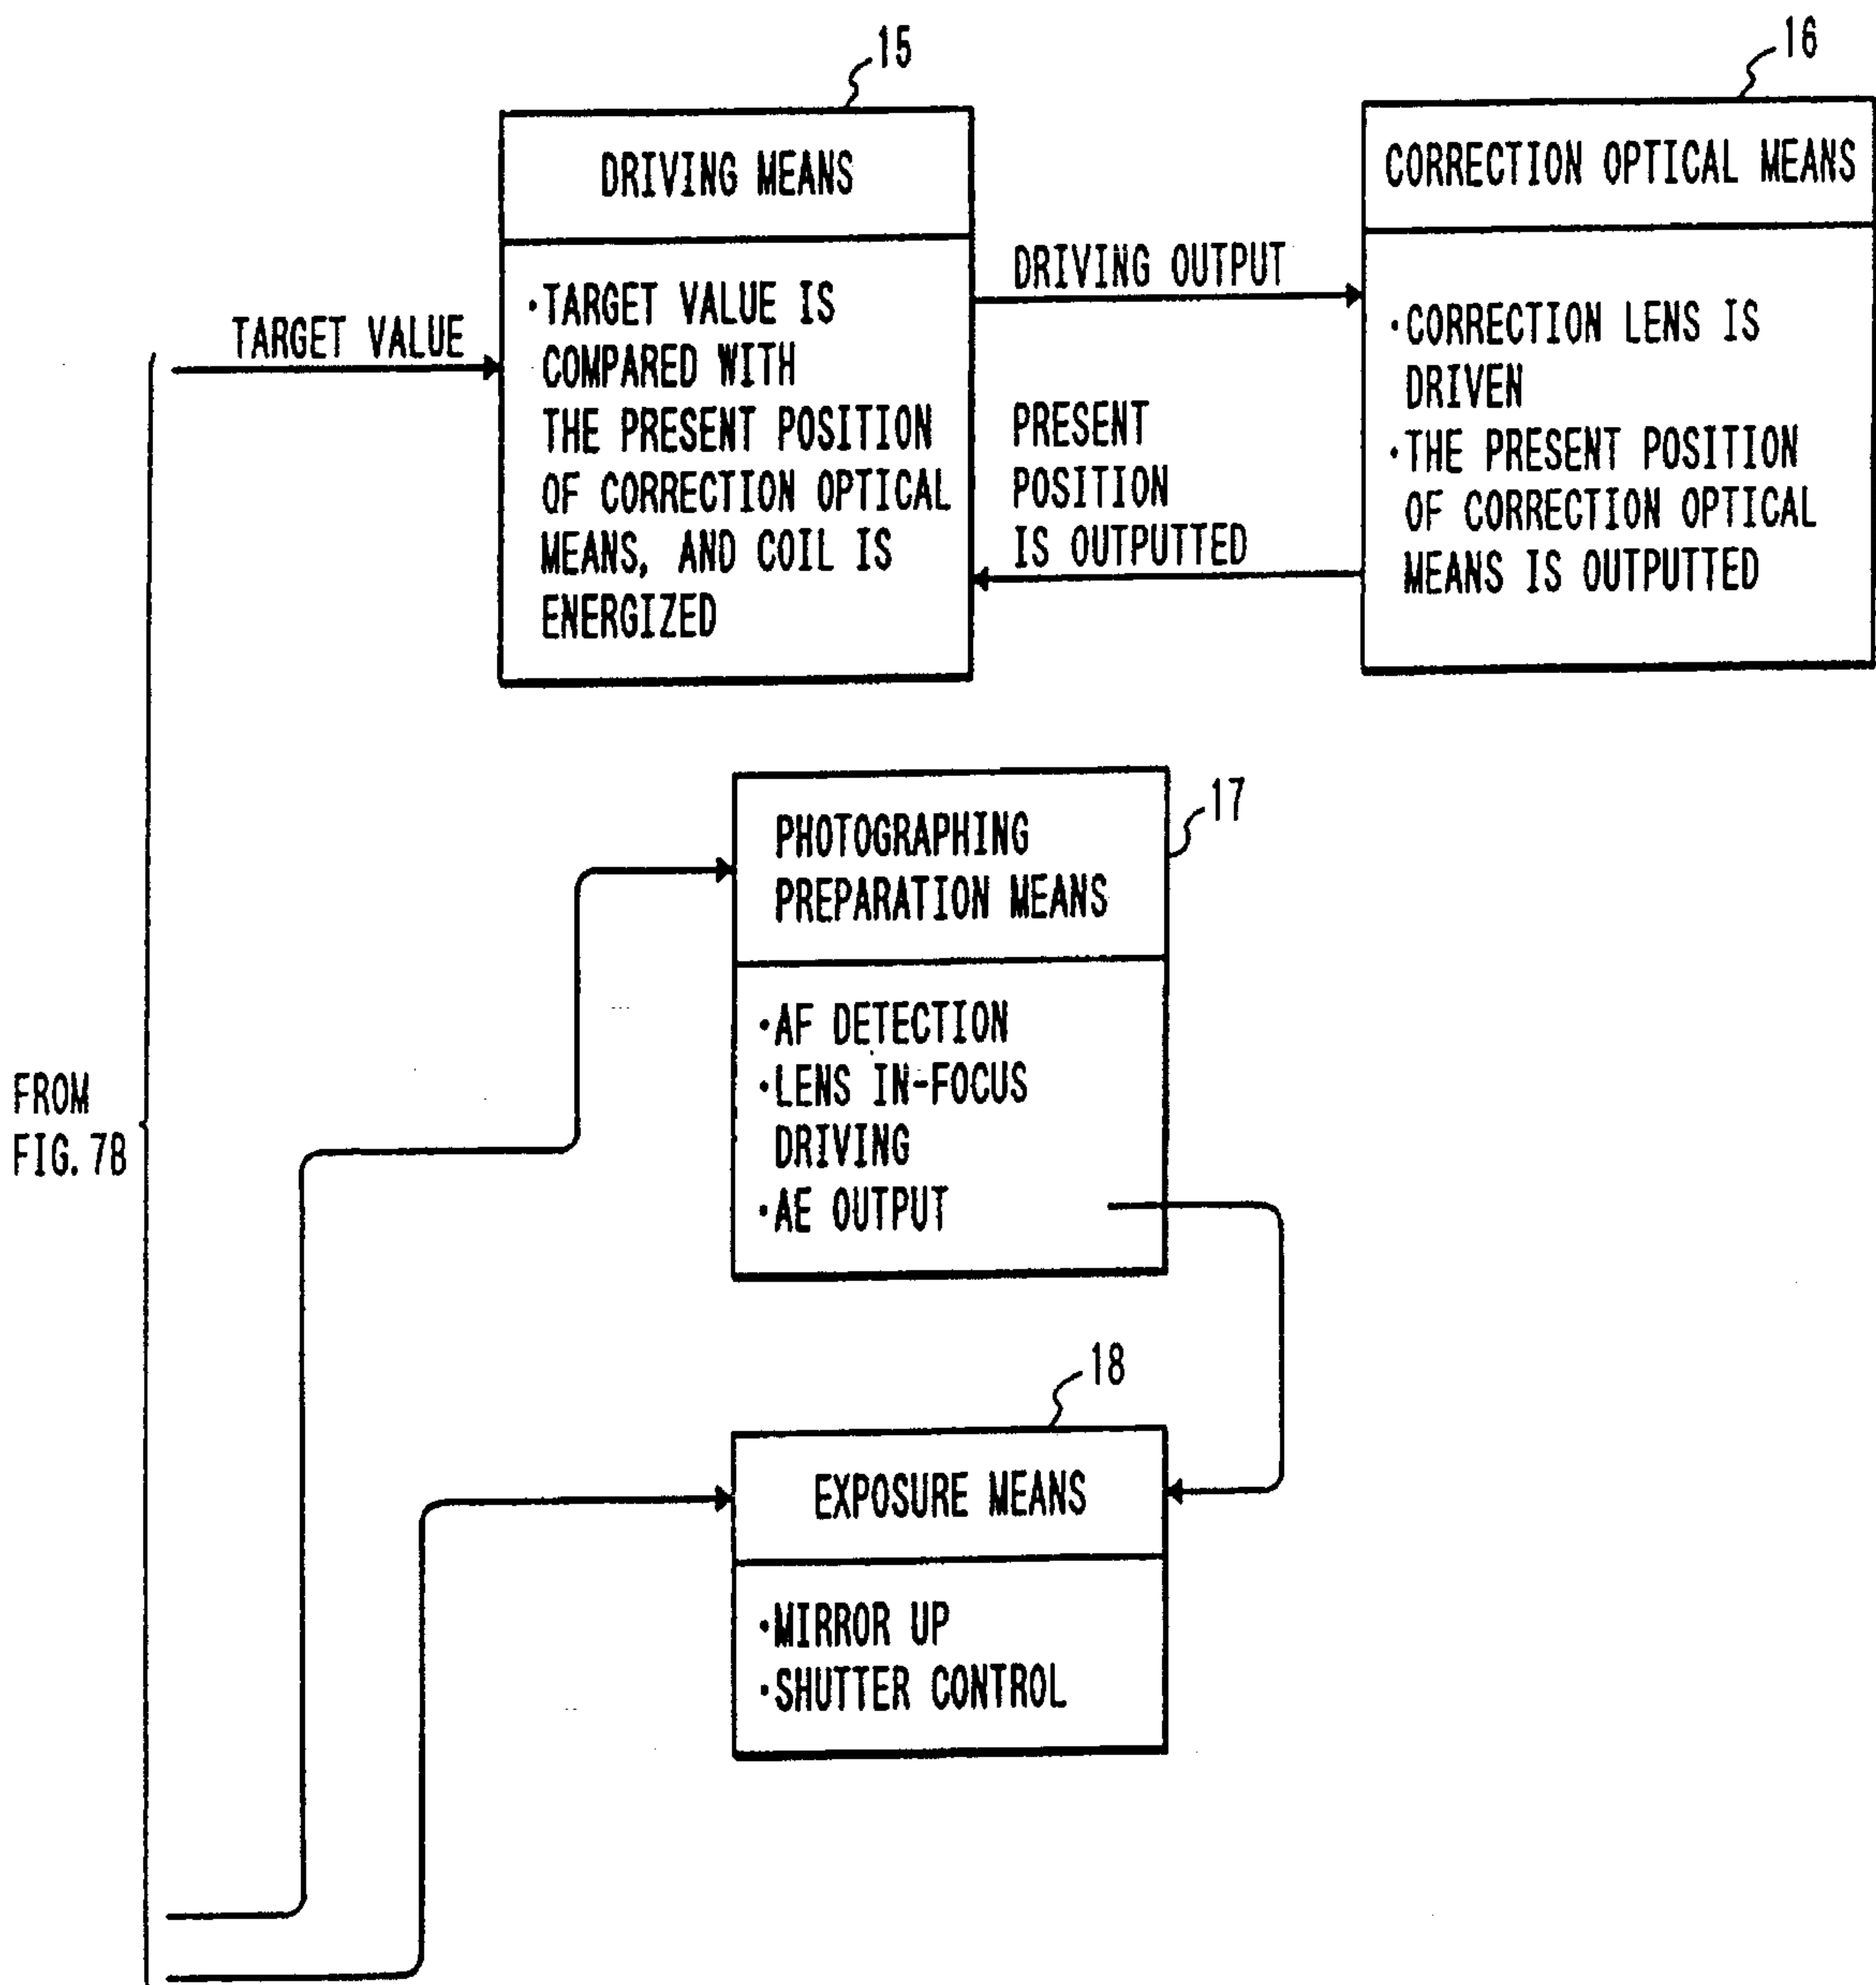 15
16
DRIVING MEANS
CORRECTION OPTICAL MEANS
TARGET VALUE
·TARGET VALUE IS
COMPARED WITH
THE PRESENT POSITION
OF CORRECTION OPTICAL
MEANS, AND COIL IS
ENERGIZED
DRIVING OUTPUT
PRESENT
POSITION
IS OUTPUTTED
·CORRECTION LENS IS
DRIVEN
·THE PRESENT POSITION
OF CORRECTION OPTICAL
MEANS IS OUTPUTTED
17
PHOTOGRAPHING
PREPARATION MEANS
·AF DETECTION
·LENS IN-FOCUS
DRIVING
·AE OUTPUT
FROM
FIG. 7B
18
EXPOSURE MEANS
·MIRROR UP
·SHUTTER CONTROL